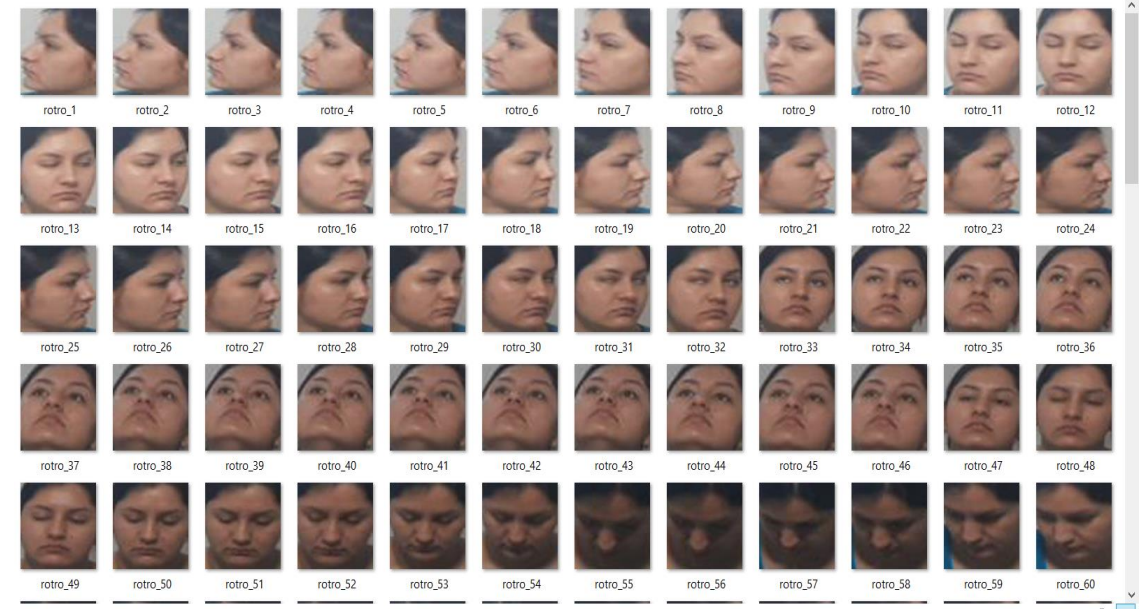 rotro_1 rotro_2 rotro_3 rotro_4 rotro_5 rotro_6 rotro_7 rotro_8 rotro_9 rotro_10 rotro_11 rotro_12
rotro_13 rotro_14 rotro_15 rotro_16 rotro_17 rotro_18 rotro_19 rotro_20 rotro_21 rotro_22 rotro_23 rotro_24
rotro_25 rotro_26 rotro_27 rotro_28 rotro_29 rotro_30 rotro_31 rotro_32 rotro_33 rotro_34 rotro_35 rotro_36
rotro_37 rotro_38 rotro_39 rotro_40 rotro_41 rotro_42 rotro_43 rotro_44 rotro_45 rotro_46 rotro_47 rotro_48
rotro_49 rotro_50 rotro_51 rotro_52 rotro_53 rotro_54 rotro_55 rotro_56 rotro_57 rotro_58 rotro_59 rotro_60